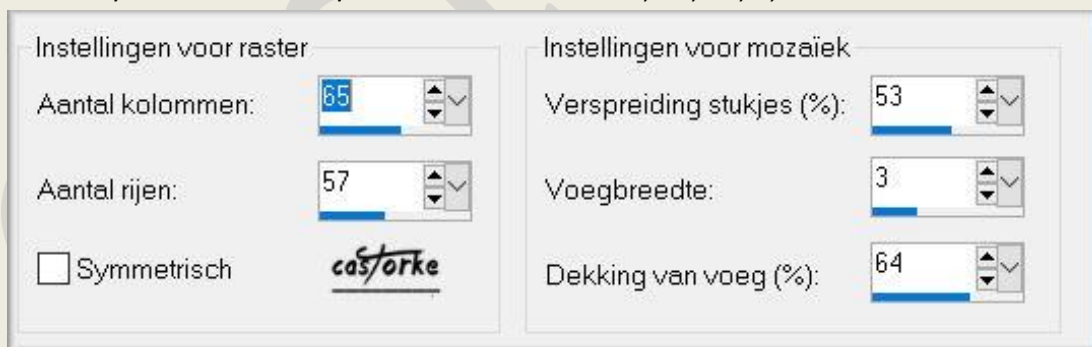 Instellingen voor raster
Aantal kolommen: 65
Aantal rijen: 57
Symmetrisch
castorke
Instellingen voor mozaïek
Verspreiding stukjes (%): 53
Voegbreedte: 3
Dekking van voeg (%): 64